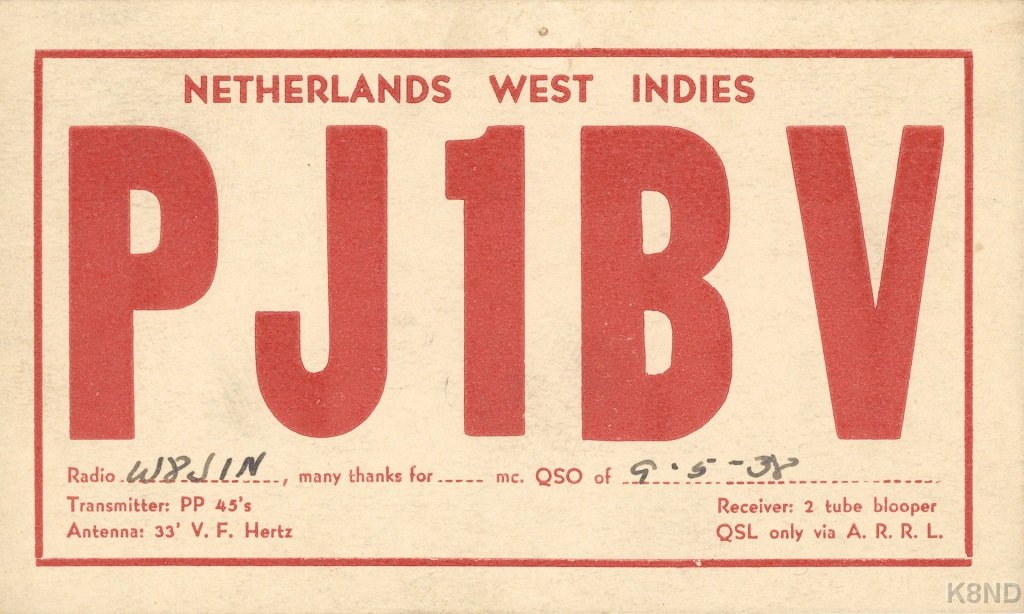 NETHERLANDS WEST INDIES
PJ1BV
Radio W8JIN, many thanks for ..... mc. QSO of 9·5-38
Transmitter: PP 45's
Receiver: 2 tube blooper
Antenna: 33' V. F. Hertz
QSL only via A. R. R. L.
K8ND